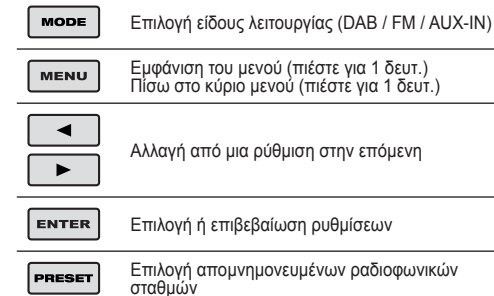 MODE Επιλογή είδους λειτουργίας (DAB / FM / AUX-IN)
MENU Εμφάνιση του μενού (πιέστε για 1 δευτ.)
Πίσω στο κύριο μενού (πιέστε για 1 δευτ.)
◄
► Αλλαγή από μια ρύθμιση στην επόμενη
ENTER Επιλογή ή επιβεβαίωση ρυθμίσεων
PRESET Επιλογή απομνημονευμένων ραδιοφωνικών
σταθμών